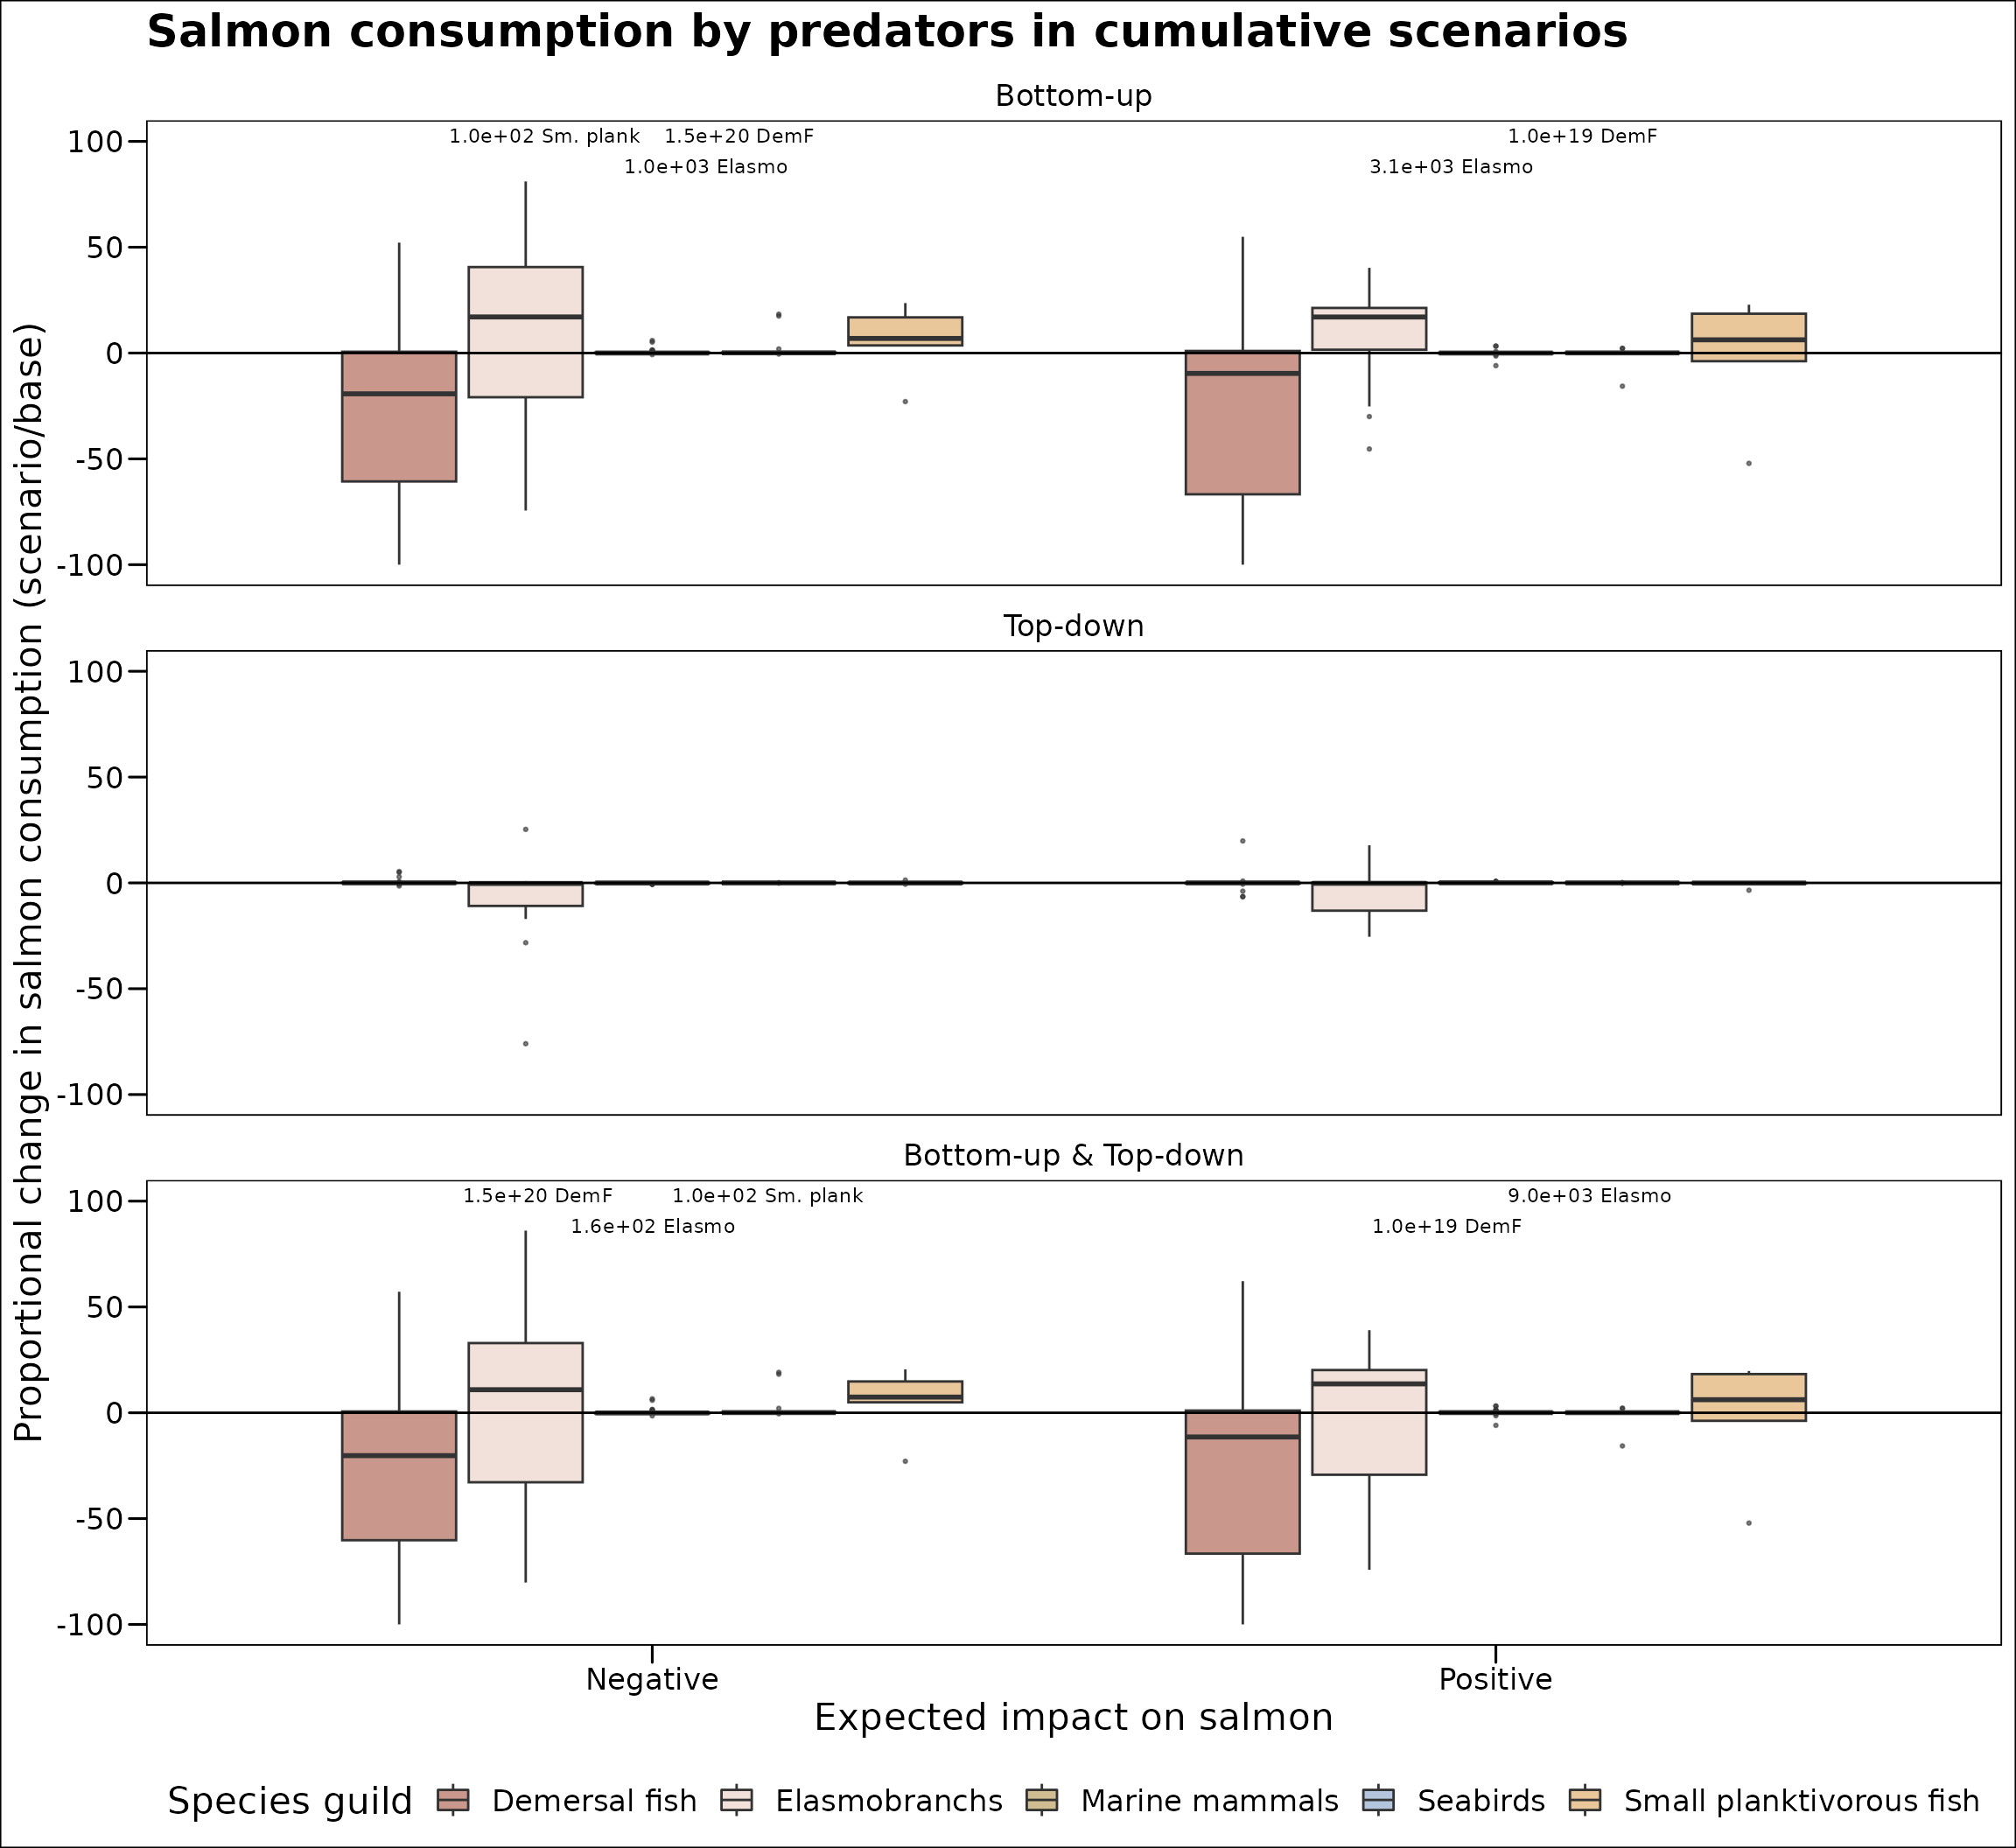 Salmon consumption by predators in cumulative scenarios
Proportional change in salmon consumption (scenario/base)
Bottom-up
100
50
0
-50
-100
1.0e+02 Sm. plank 1.5e+20 DemF 1.0e+19 DemF
1.0e+03 Elasmo 3.1e+03 Elasmo
Top-down
100
50
0
-50
-100
Bottom-up & Top-down
100
50
0
-50
-100
1.5e+20 DemF 1.0e+02 Sm. plank 9.0e+03 Elasmo
1.6e+02 Elasmo 1.0e+19 DemF
Negative Positive
Expected impact on salmon
Species guild Demersal fish Elasmobranchs Marine mammals Seabirds Small planktivorous fish